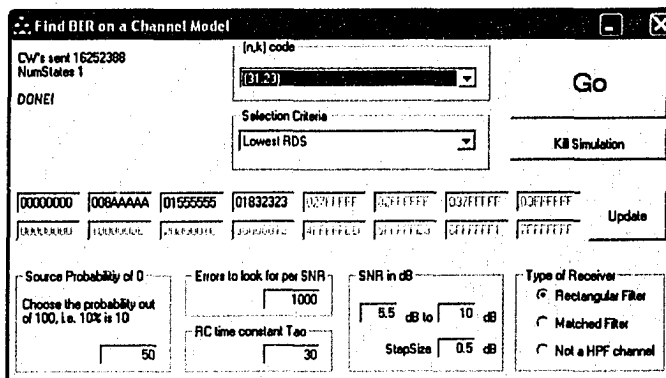 Find BER on a Channel Model
CW's sent 16252388
NumStates 1
DONE!
(n,k) code
(31,23)
Go
Selection Criteria
Lowest RDS
Kill Simulation
00000000 008AAAAA 01555555 01832323 037FFFFF
Update
Source Probability of 0
Choose the probability out
of 100, i.e. 10% is 10
50
Errors to look for per SNR
1000
RC time constant Tao
30
SNR in dB
5.5 dB to 10 dB
StepSize 0.5 dB
Type of Receiver
Rectangular Filter
Matched Filter
Not a HPF channel